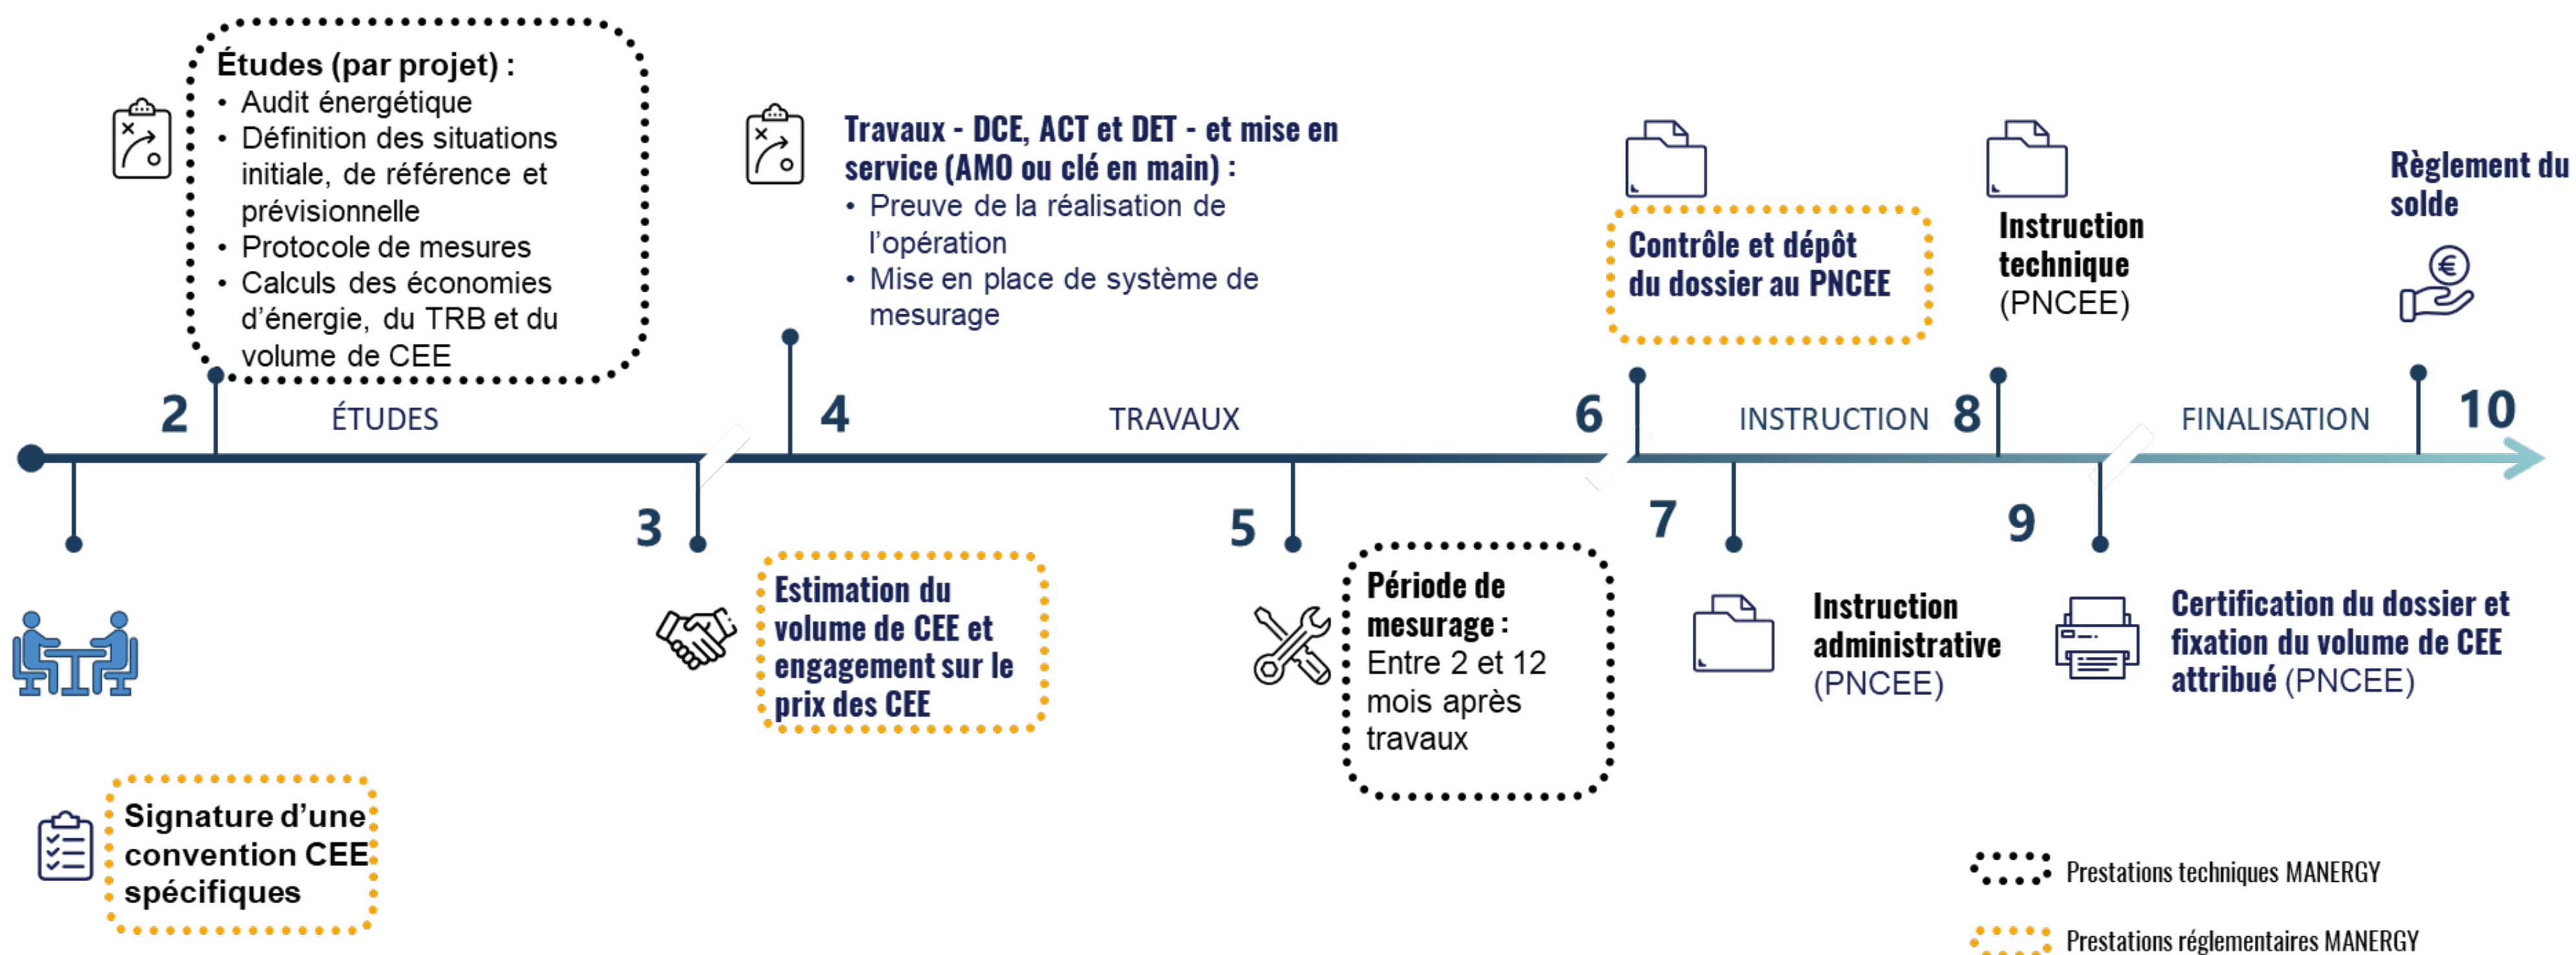 Études (par projet) :
• Audit énergétique
• Définition des situations
initiale, de référence et
prévisionnelle
• Protocole de mesures
• Calculs des économies
d’énergie, du TRB et du
volume de CEE
Travaux - DCE, ACT et DET - et mise en
service (AMO ou clé en main) :
• Preuve de la réalisation de
l’opération
• Mise en place de système de
mesurage
Contrôle et dépôt
du dossier au PNCEE
Instruction
technique
(PNCEE)
Règlement du
solde
€
2
ÉTUDES
4
TRAVAUX
6
INSTRUCTION
8
FINALISATION
10
3
5
7
9
Estimation du
volume de CEE et
engagement sur le
prix des CEE
Période de
mesurage :
Entre 2 et 12
mois après
travaux
Instruction
administrative
(PNCEE)
Certification du dossier et
fixation du volume de CEE
attribué (PNCEE)
Signature d’une
convention CEE
spécifiques
Prestations techniques MANERGY
Prestations réglementaires MANERGY